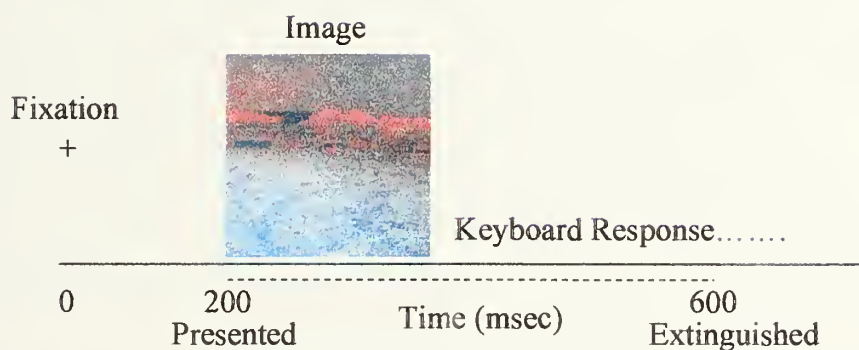 Image
Fixation
+
Keyboard Response.......
0 200 Time (msec) 600
Presented Extinguished